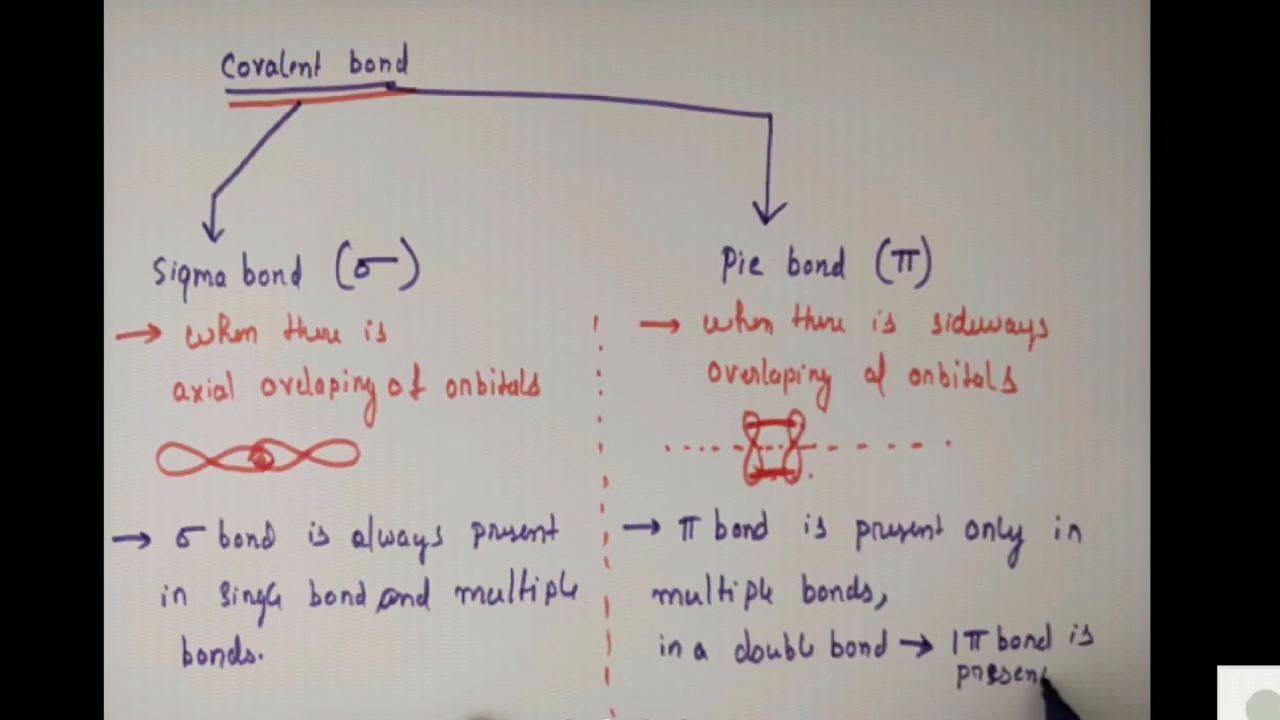 Covalent bond
Sigma bond (σ)
→ when there is
axial ovelaping of orbitals
→ σ bond is always present
in single bond and multiple
bonds.
Pie bond (π)
→ when there is sideways
overlaping of orbitals
→ π bond is present only in
multiple bonds,
in a double bond → 1π bond is
presen